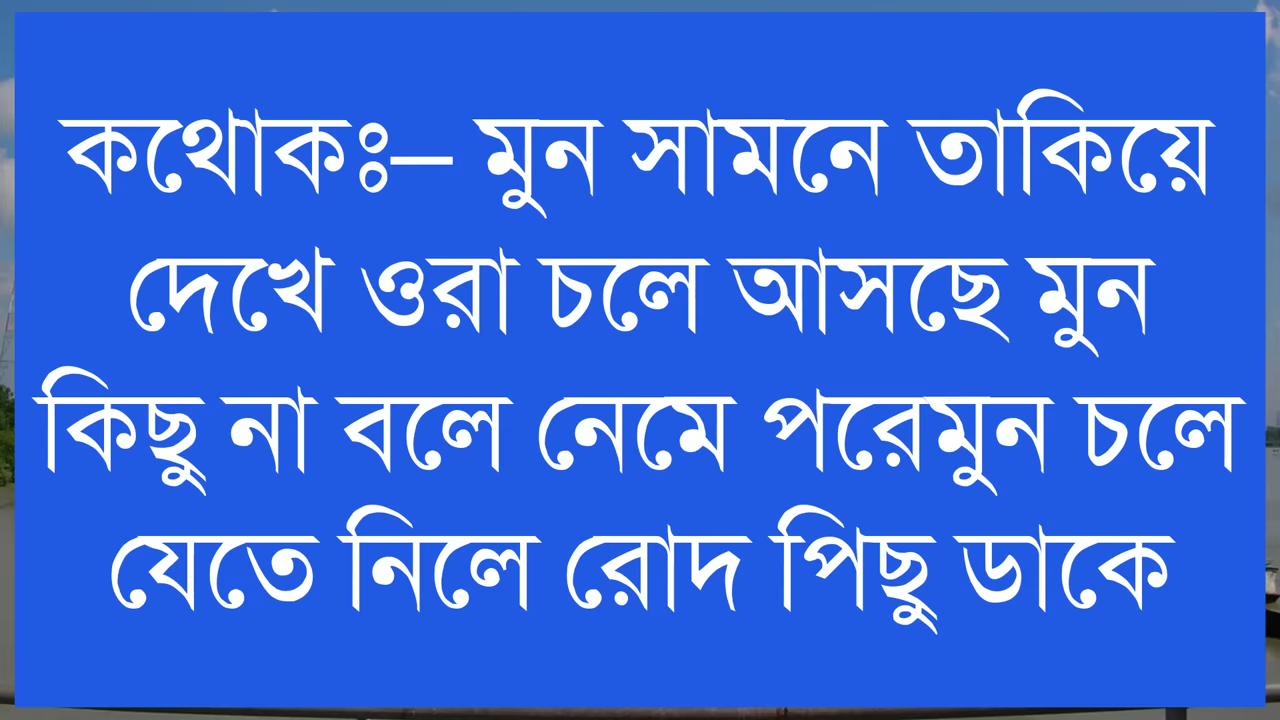 কথোকঃ– মুন সামনে তাকিয়ে
দেখে ওরা চলে আসছে মুন
কিছু না বলে নেমে পরেমুন চলে
যেতে নিলে রোদ পিছু ডাকে